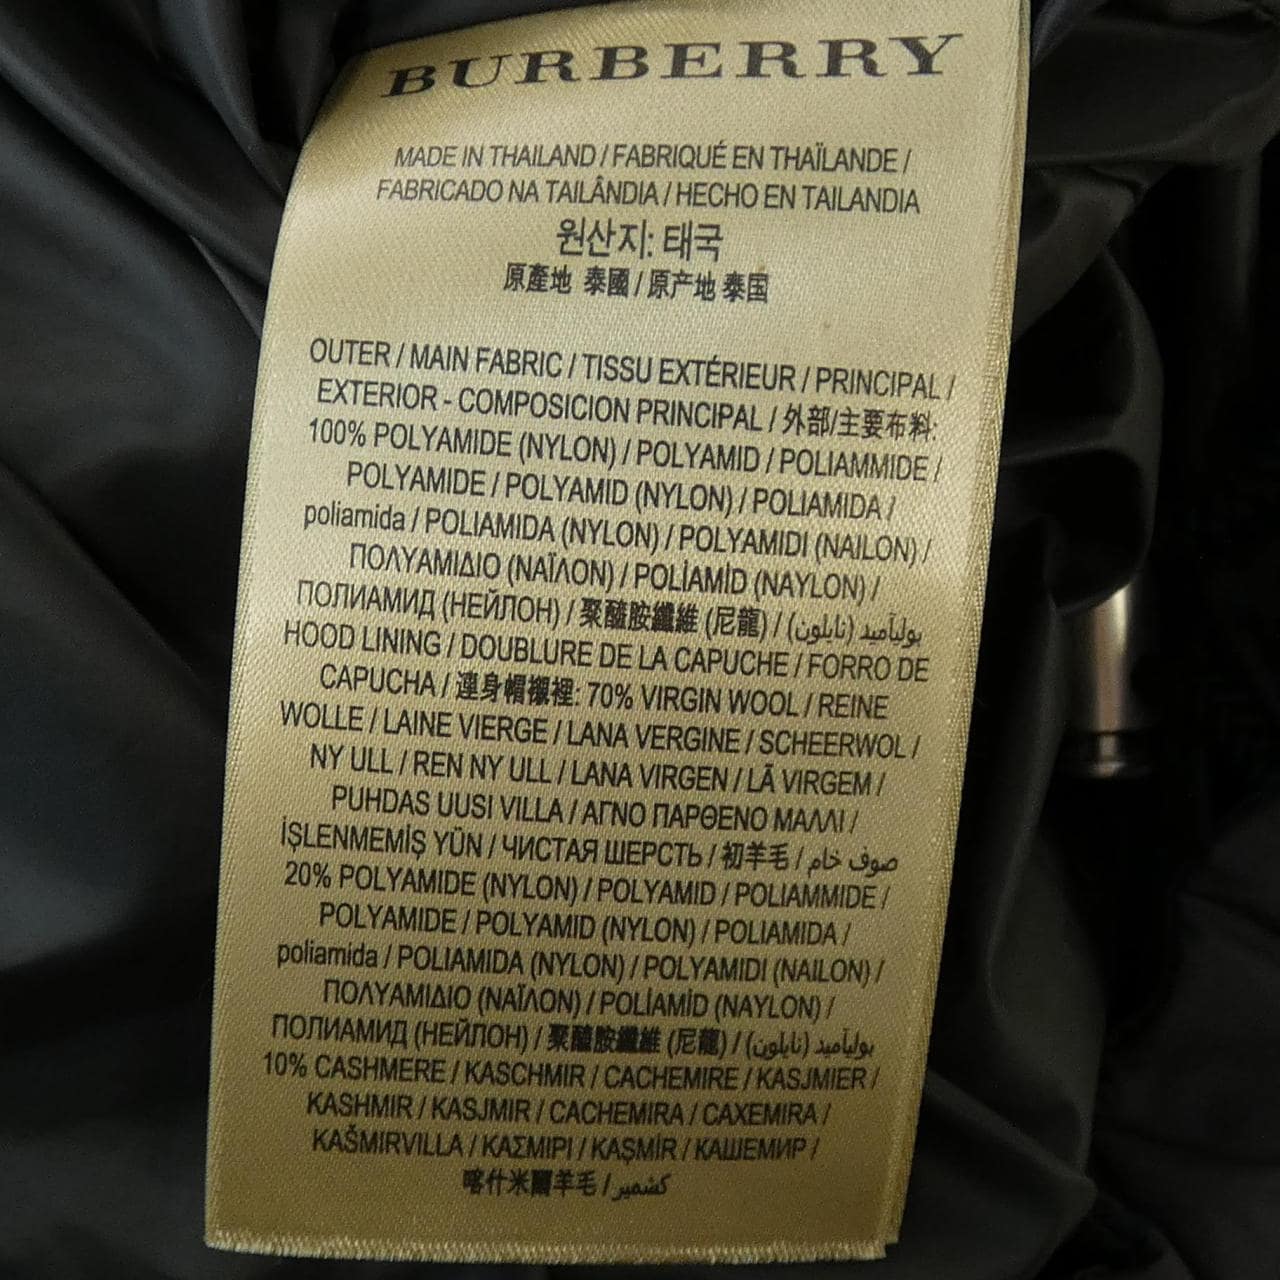 BURBERRY
MADE IN THAILAND / FABRIQUÉ EN THAÏLANDE /
FABRICADO NA TAILÂNDIA / HECHO EN TAILANDIA
원산지: 태국
原產地 泰國 / 原产地 泰国
OUTER / MAIN FABRIC / TISSU EXTÉRIEUR / PRINCIPAL /
EXTERIOR - COMPOSICION PRINCIPAL / 外部/主要布料:
100% POLYAMIDE (NYLON) / POLYAMID / POLIAMMIDE /
POLYAMIDE / POLYAMID (NYLON) / POLIAMIDA /
poliamida / POLIAMIDA (NYLON) / POLYAMIDI (NAILON) /
ΠΟΛΥΑΜΙΔΙΟ (ΝΑΪΛΟΝ) / POLİAMİD (NAYLON) /
ПОЛИАМИД (НЕЙЛОН) / 聚醯胺纖維 (尼龍) / بولیآمید (نایلون)
HOOD LINING / DOUBLURE DE LA CAPUCHE / FORRO DE
CAPUCHA / 連身帽襯裡: 70% VIRGIN WOOL / REINE
WOLLE / LAINE VIERGE / LANA VERGINE / SCHEERWOL /
NY ULL / REN NY ULL / LANA VIRGEN / LÃ VIRGEM /
PUHDAS UUSI VILLA / ΑΓΝΟ ΠΑΡΘΕΝΟ ΜΑΛΛΙ /
İŞLENMEMİŞ YÜN / ЧИСТАЯ ШЕРСТЬ / 初羊毛 / صوف خام
20% POLYAMIDE (NYLON) / POLYAMID / POLIAMMIDE /
POLYAMIDE / POLYAMID (NYLON) / POLIAMIDA /
poliamida / POLIAMIDA (NYLON) / POLYAMIDI (NAILON) /
ΠΟΛΥΑΜΙΔΙΟ (ΝΑΪΛΟΝ) / POLİAMİD (NAYLON) /
ПОЛИАМИД (НЕЙЛОН) / 聚醯胺纖維 (尼龍) / بولیآمید (نایلون)
10% CASHMERE / KASCHMIR / CACHEMIRE / KASJMIER /
KASHMIR / KASJMIR / CACHEMIRA / CAXEMIRA /
KAŠMIRVILLA / ΚΑΣΜΙΡΙ / KAŞMİR / КАШЕМИР /
喀什米爾羊毛 / كشمير